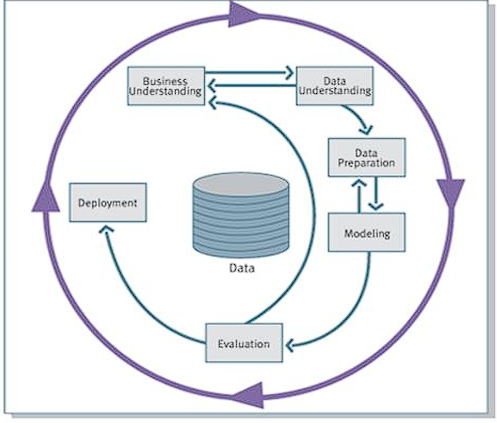 Business
Understanding
Data
Understanding
Data
Preparation
Deployment
Modeling
Data
Evaluation